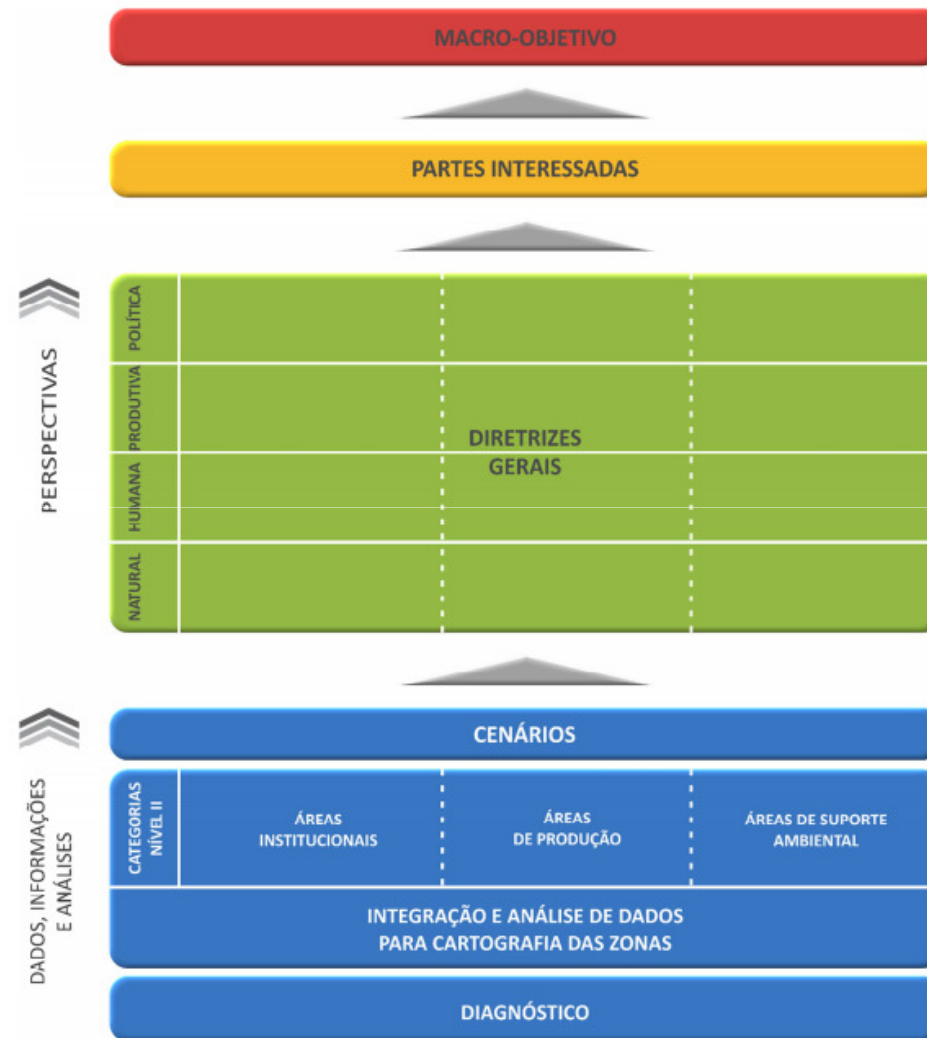 MACRO-OBJETIVO
PARTES INTERESSADAS
PERSPECTIVAS
POLÍTICA
PRODUTIVA
HUMANA
NATURAL
DIRETRIZES
GERAIS
DADOS, INFORMAÇÕES
E ANÁLISES
CENÁRIOS
CATEGORIAS
NÍVEL II
ÁREAS
INSTITUCIONAIS
ÁREAS
DE PRODUÇÃO
ÁREAS DE SUPORTE
AMBIENTAL
INTEGRAÇÃO E ANÁLISE DE DADOS
PARA CARTOGRAFIA DAS ZONAS
DIAGNÓSTICO